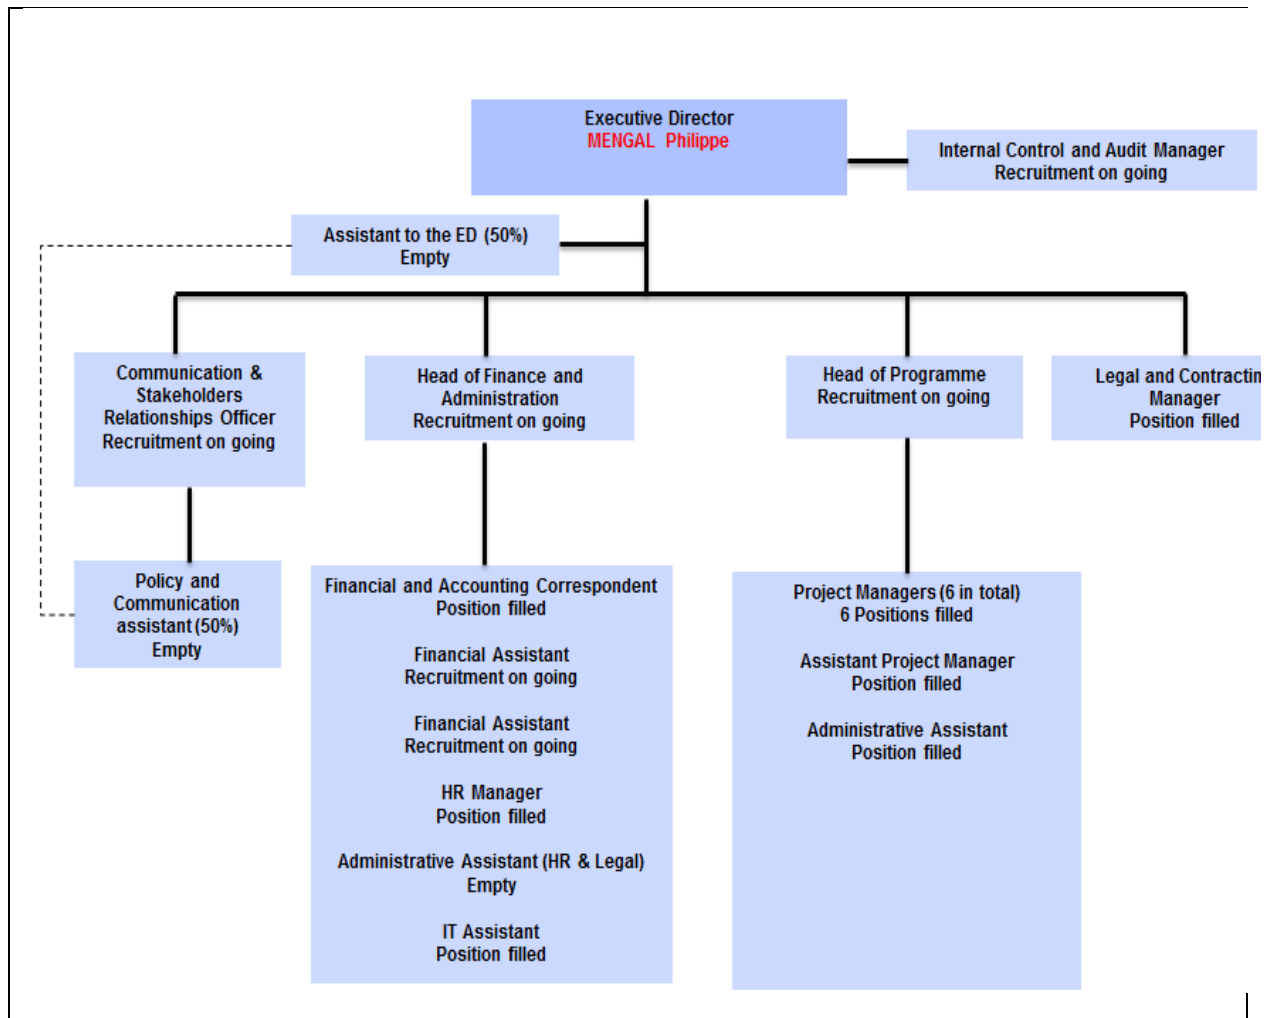 Executive Director
MENGAL Philippe
Internal Control and Audit Manager
Recruitment on going
Assistant to the ED (50%)
Empty
Communication &
Stakeholders
Relationships Officer
Recruitment on going
Head of Finance and
Administration
Recruitment on going
Head of Programme
Recruitment on going
Legal and Contractin
Manager
Position filled
Policy and
Communication
assistant (50%)
Empty
Financial and Accounting Correspondent
Position filled
Financial Assistant
Recruitment on going
Financial Assistant
Recruitment on going
HR Manager
Position filled
Administrative Assistant (HR & Legal)
Empty
IT Assistant
Position filled
Project Managers (6 in total)
6 Positions filled
Assistant Project Manager
Position filled
Administrative Assistant
Position filled